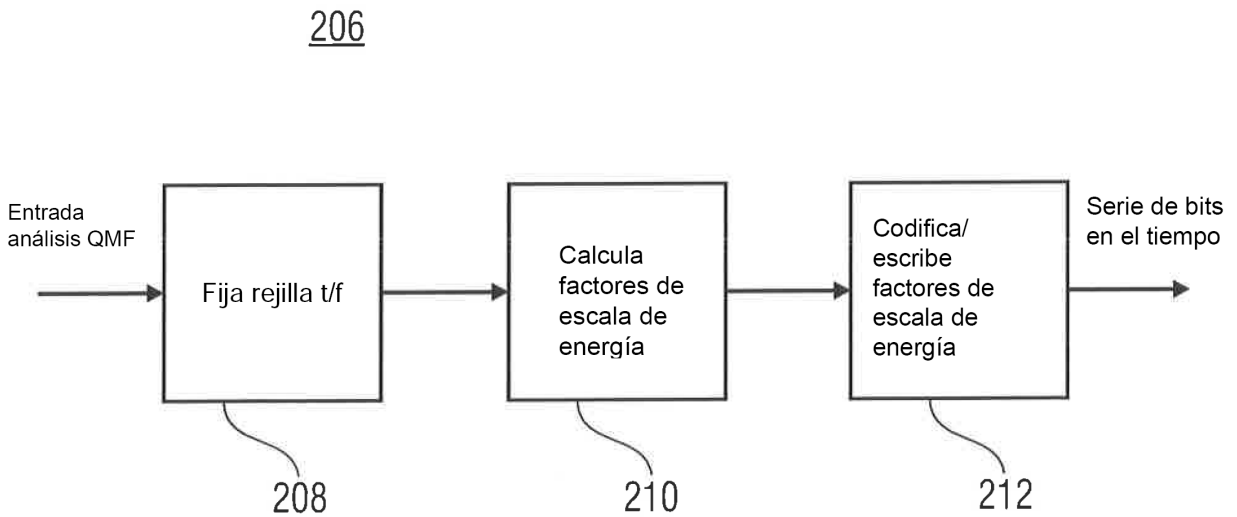 206
Entrada
análisis QMF
Fija rejilla t/f
Calcula
factores de
escala de
energía
Codifica/
escribe
factores de
escala de
energía
Serie de bits
en el tiempo
208
210
212